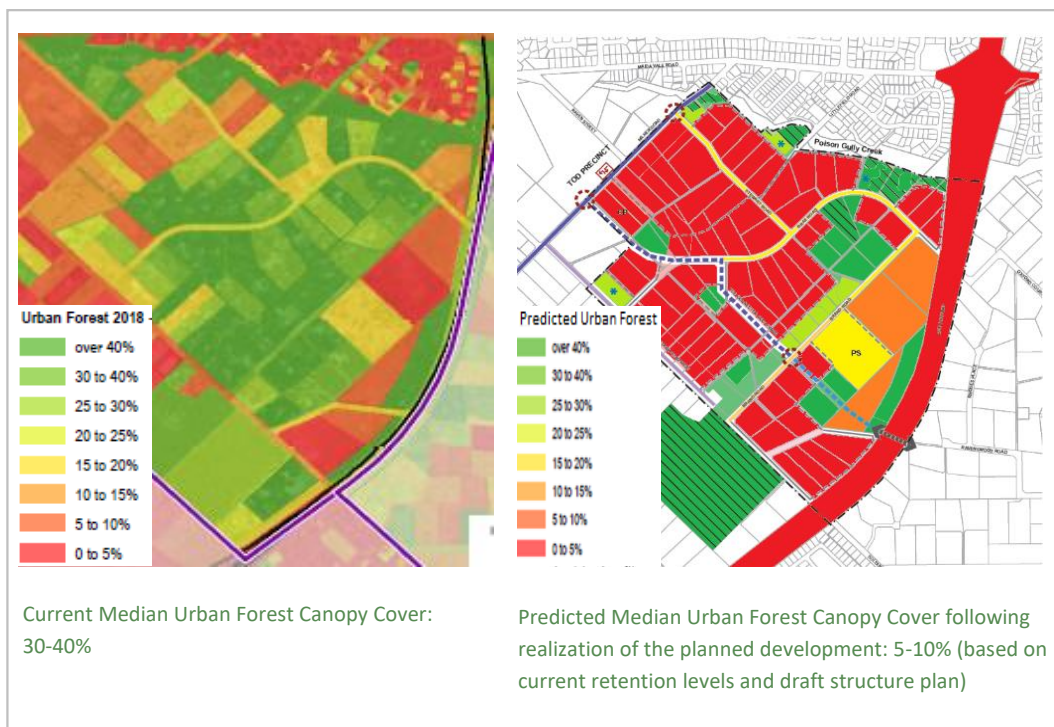 Urban Forest 2018 -
over 40%
30 to 40%
25 to 30%
20 to 25%
15 to 20%
10 to 15%
5 to 10%
0 to 5%
Current Median Urban Forest Canopy Cover:
30-40%
TOD PRECINCT
Poison Gully Creek
PS
Predicted Urban Forest
over 40%
30 to 40%
25 to 30%
20 to 25%
15 to 20%
10 to 15%
5 to 10%
0 to 5%
Predicted Median Urban Forest Canopy Cover following
realization of the planned development: 5-10% (based on
current retention levels and draft structure plan)